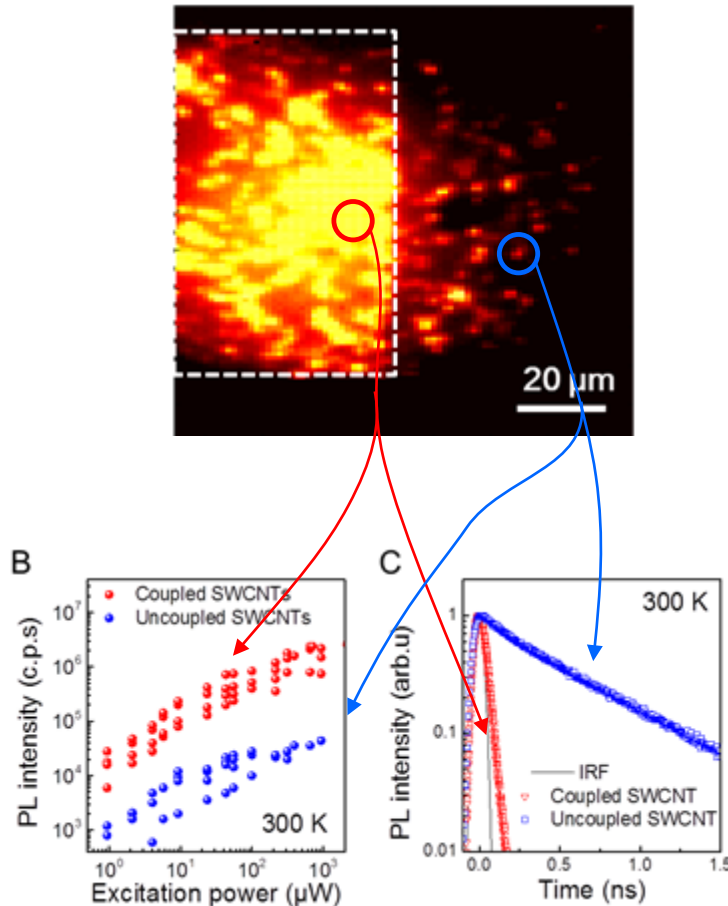 20 μm
B
Coupled SWCNTs
Uncoupled SWCNTs
10⁷
10⁶
10⁵
10⁴
10³
PL intensity (c.p.s)
300 K
10⁰
10¹
10²
10³
Excitation power (μW)
C
300 K
1
0.1
0.01
PL intensity (arb.u)
IRF
Coupled SWCNT
Uncoupled SWCNT
0.0
0.5
1.0
1.5
Time (ns)